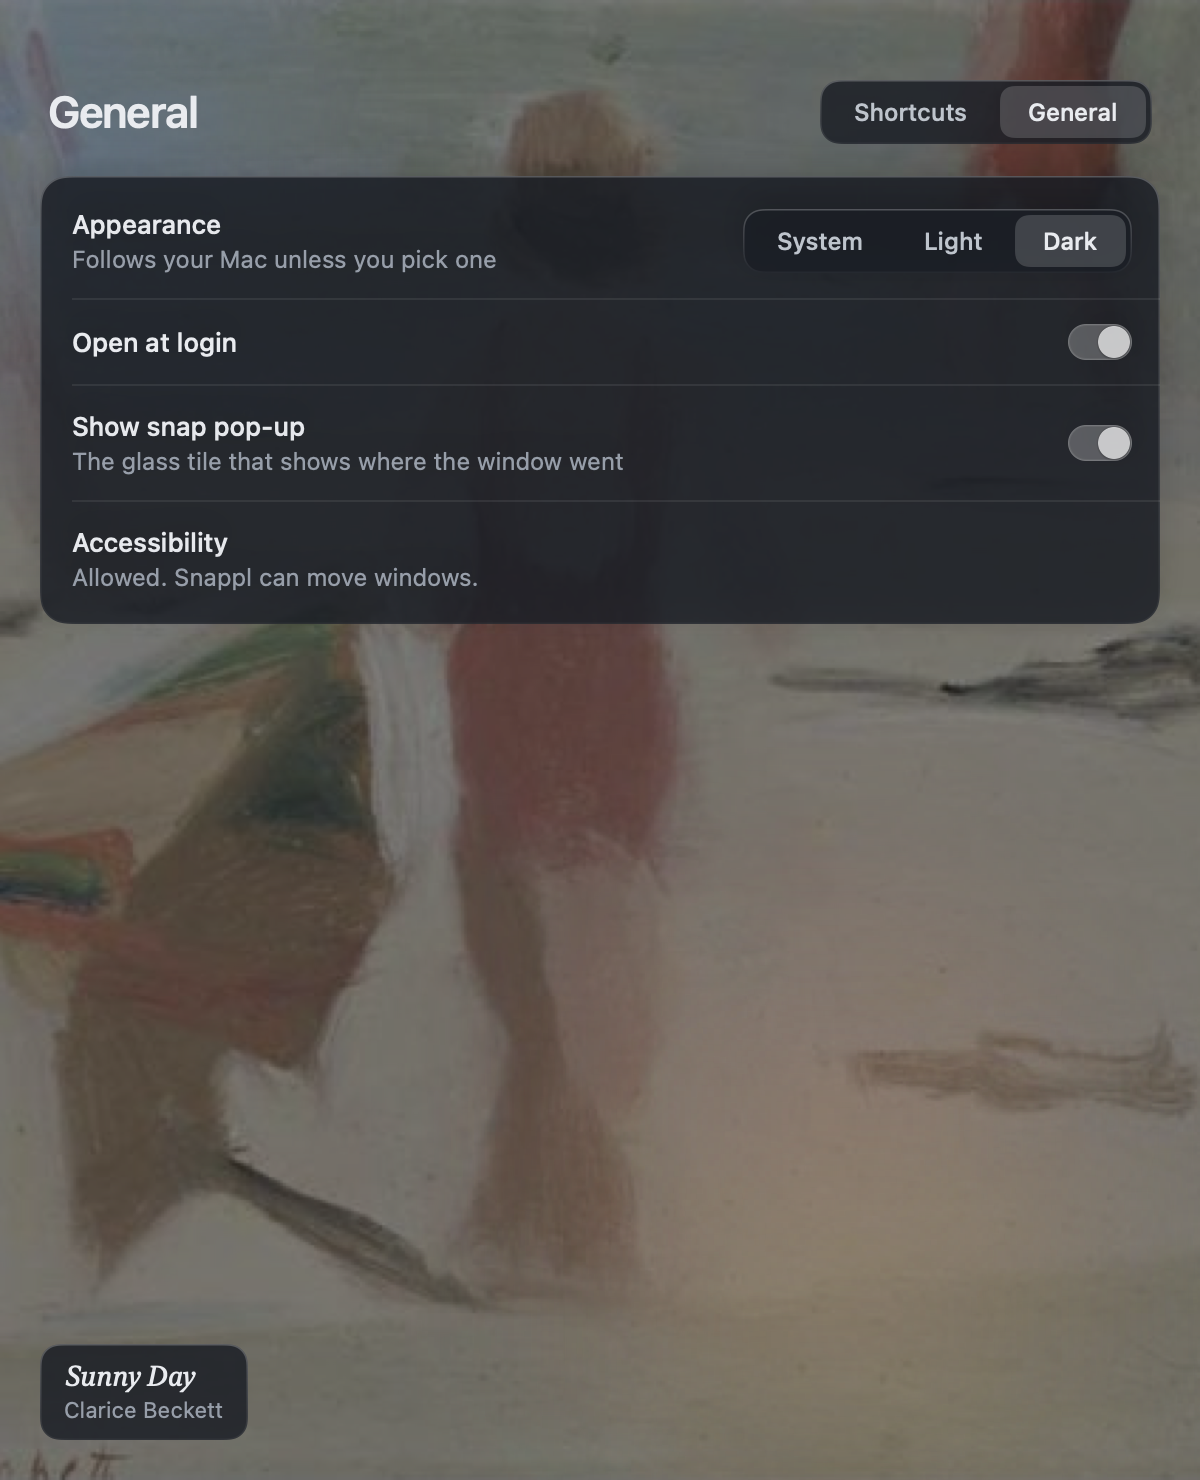 General
Shortcuts
General
Appearance
Follows your Mac unless you pick one
System
Light
Dark
Open at login
Show snap pop-up
The glass tile that shows where the window went
Accessibility
Allowed. Snappl can move windows.
Sunny Day
Clarice Beckett